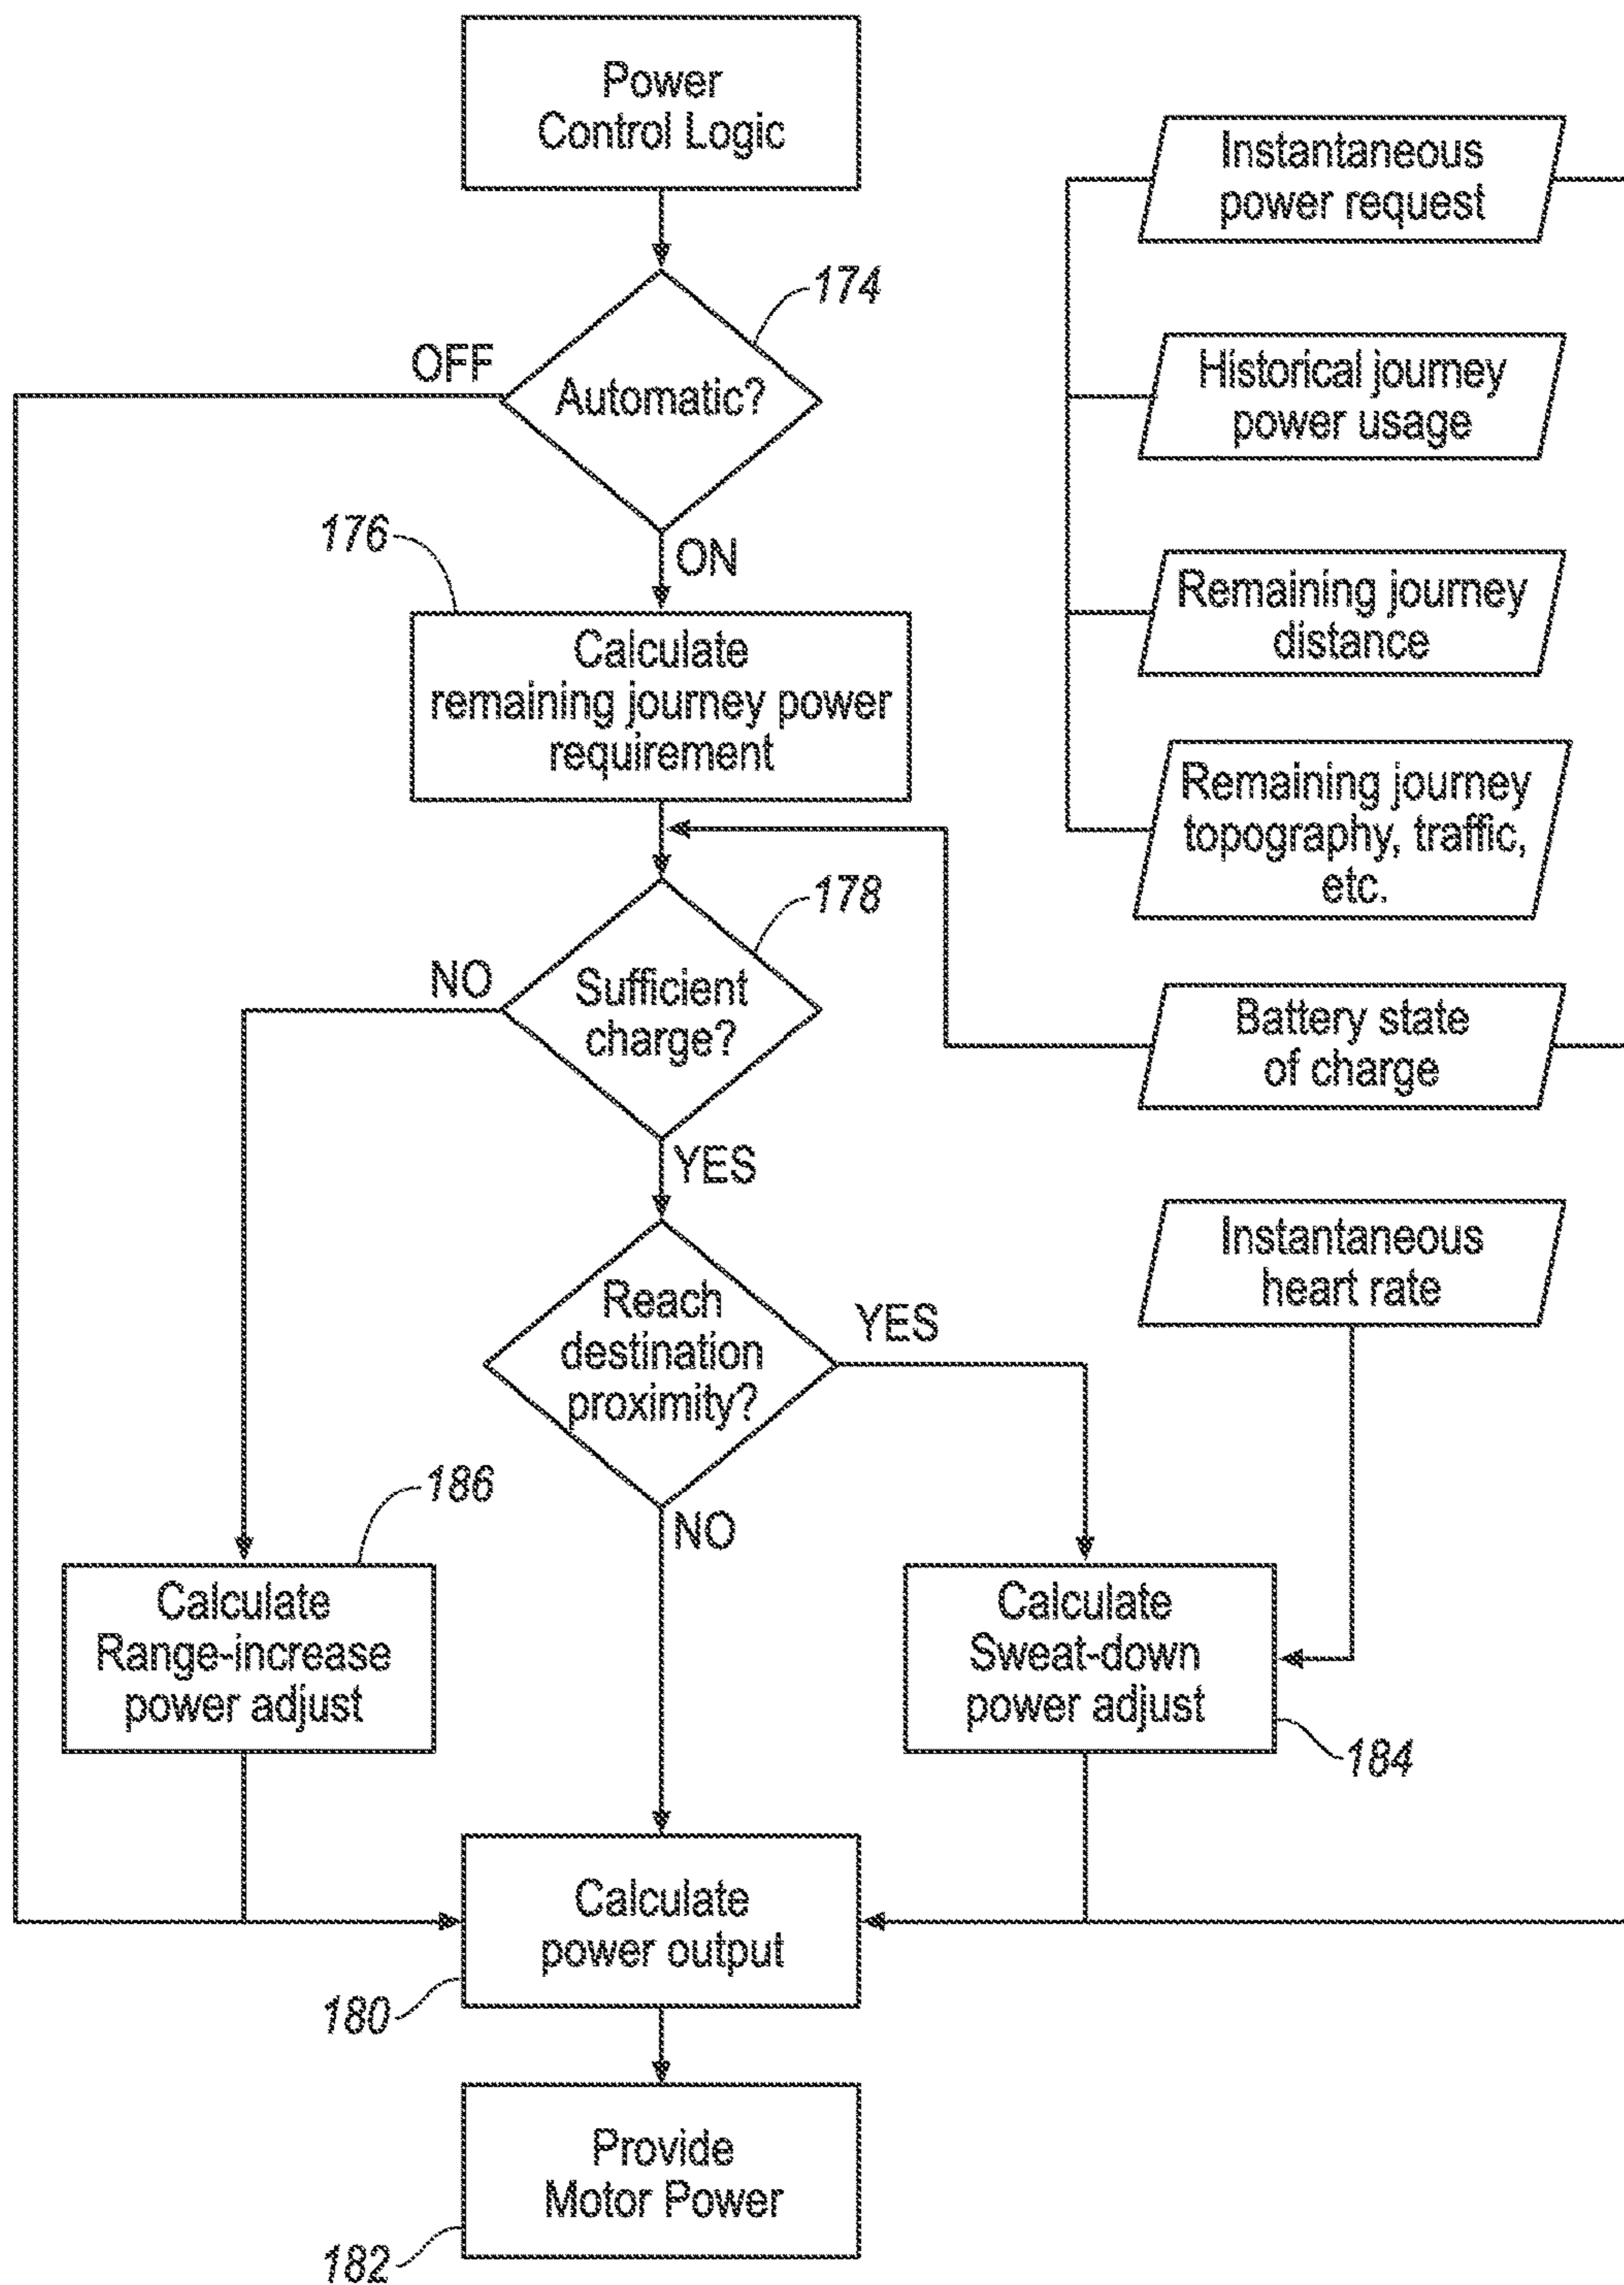 Power
Control Logic
174
OFF
Automatic?
ON
176
Calculate
remaining journey power
requirement
178
NO
Sufficient
charge?
YES
Reach
destination
proximity?
YES
NO
186
Calculate
Range-increase
power adjust
Calculate
Sweat-down
power adjust
184
Calculate
power output
180
Provide
Motor Power
182
Instantaneous
power request
Historical journey
power usage
Remaining journey
distance
Remaining journey
topography, traffic,
etc.
Battery state
of charge
Instantaneous
heart rate